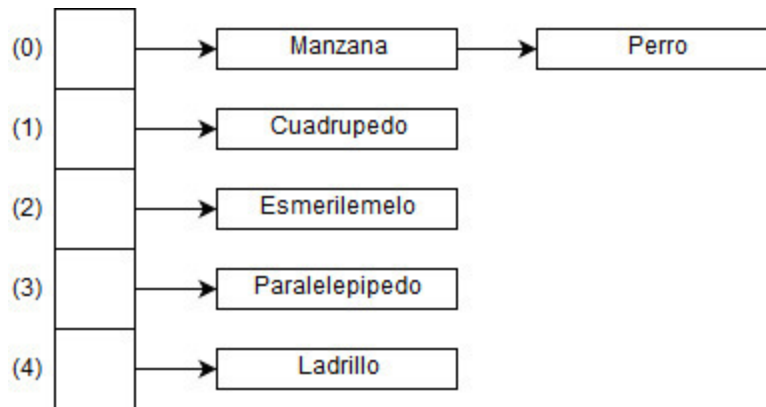 (0) Manzana Perro
(1) Cuadrupedo
(2) Esmerilemelo
(3) Paralelepipedo
(4) Ladrillo